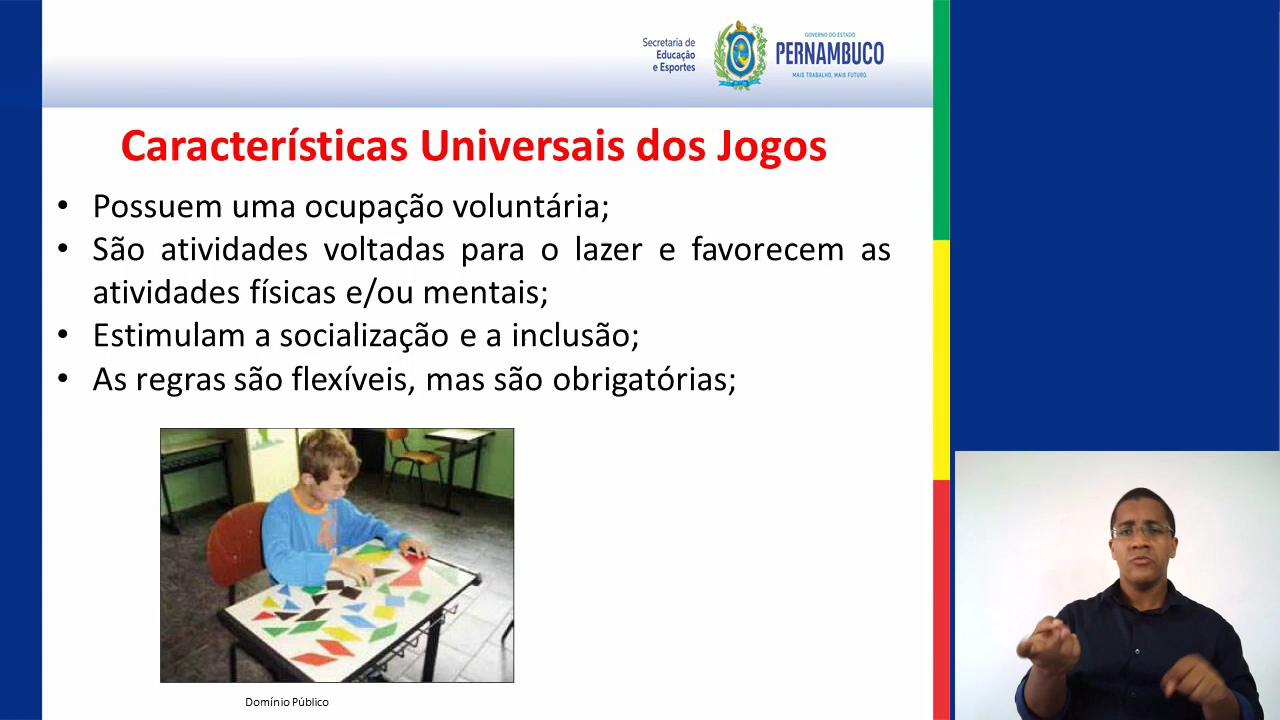 Secretaria de
Educação
e Esportes
GOVERNO DO ESTADO
PERNAMBUCO
MAIS TRABALHO, MAIS FUTURO.
Características Universais dos Jogos
• Possuem uma ocupação voluntária;
• São atividades voltadas para o lazer e favorecem as
atividades físicas e/ou mentais;
• Estimulam a socialização e a inclusão;
• As regras são flexíveis, mas são obrigatórias;
Domínio Público